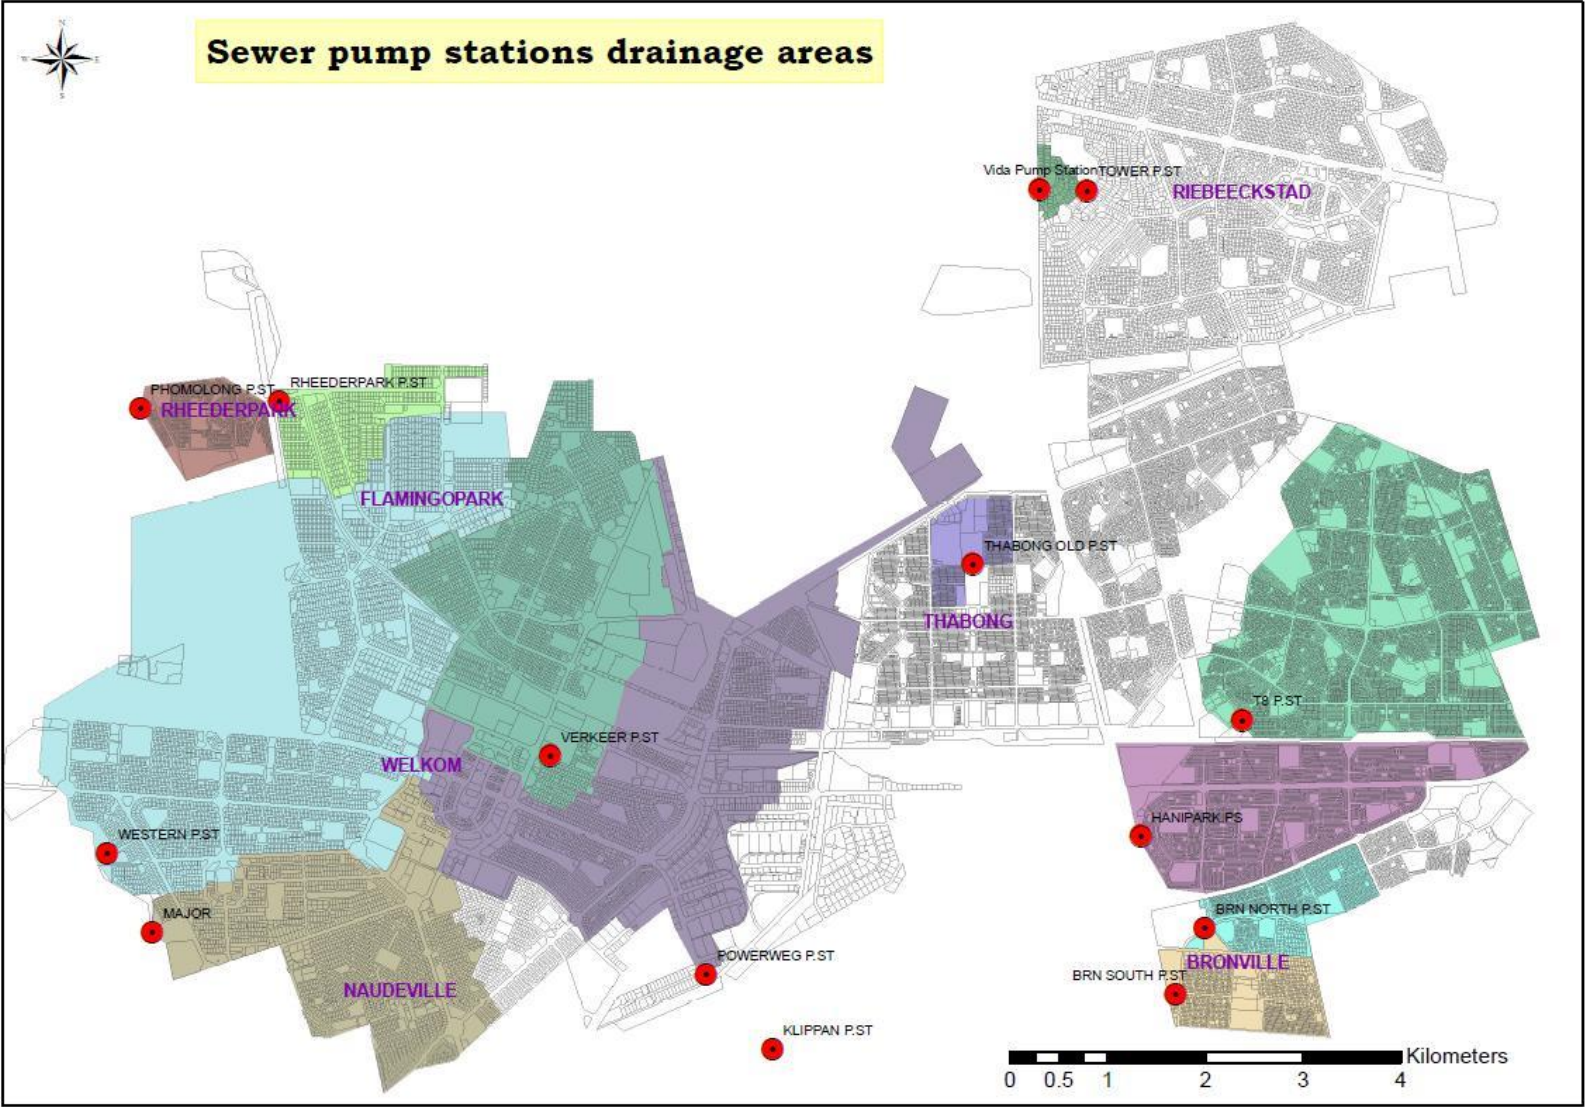 N
W E
S
Sewer pump stations drainage areas
Vida Pump Station
TOWER P.ST
RIEBEECKSTAD
PHOMOLONG P.ST
RHEEDERPARK P.ST
RHEEDERPARK
FLAMINGOPARK
THABONG OLD P.ST
THABONG
T8 P.ST
VERKEER P.ST
WELKOM
HANIPARK PS
WESTERN P.ST
MAJOR
BRN NORTH P.ST
BRONVILLE
POWERWEG P.ST
BRN SOUTH P.ST
NAUDEVILLE
KLIPPAN P.ST
Kilometers
0 0.5 1 2 3 4